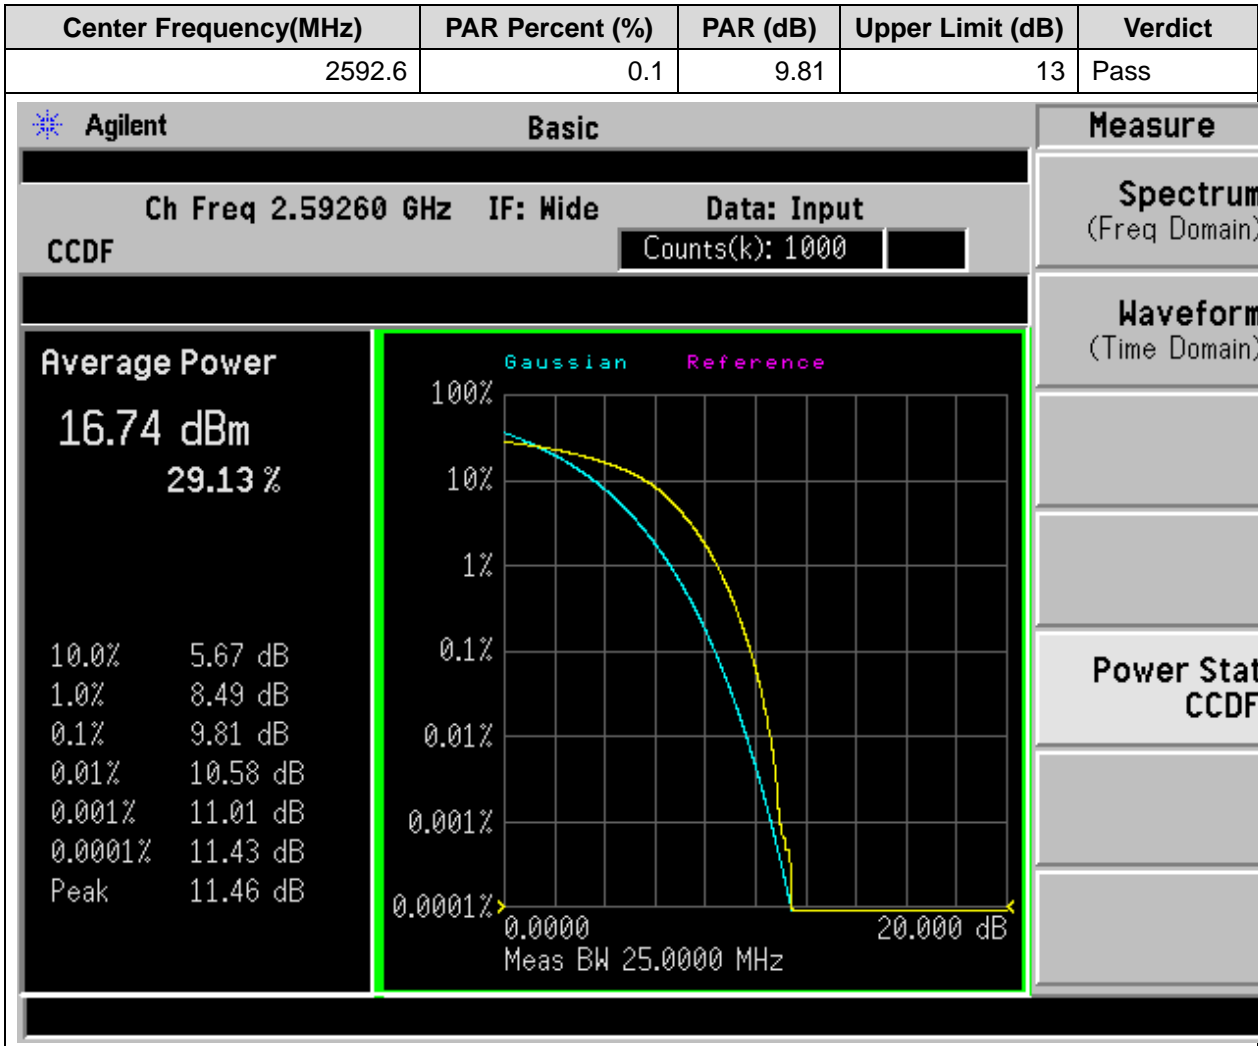 Center Frequency(MHz) PAR Percent (%) PAR (dB) Upper Limit (dB) Verdict
2592.6 0.1 9.81 13 Pass
Agilent Basic Measure
Ch Freq 2.59260 GHz IF: Wide Data: Input
CCDF Counts(k): 1000
Spectrum
(Freq Domain)
Waveform
(Time Domain)
Power Stat
CCDF
Average Power
16.74 dBm
29.13 %
10.0% 5.67 dB
1.0% 8.49 dB
0.1% 9.81 dB
0.01% 10.58 dB
0.001% 11.01 dB
0.0001% 11.43 dB
Peak 11.46 dB
Gaussian Reference
100%
10%
1%
0.1%
0.01%
0.001%
0.0001%
0.0000 20.000 dB
Meas BW 25.0000 MHz